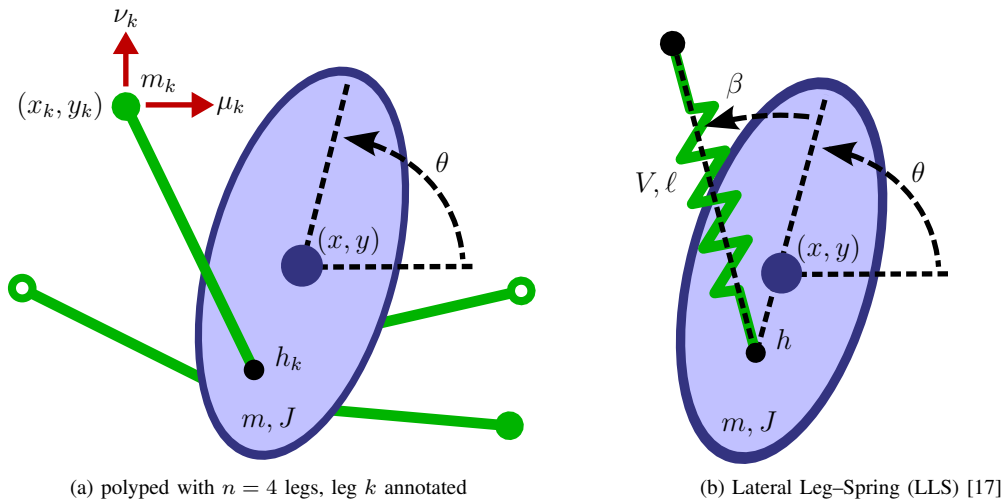 ν_k
m_k
(x_k, y_k)
μ_k
θ
(x, y)
h_k
m, J
(a) polyped with n = 4 legs, leg k annotated
β
θ
V, ℓ
(x, y)
h
m, J
(b) Lateral Leg–Spring (LLS) [17]